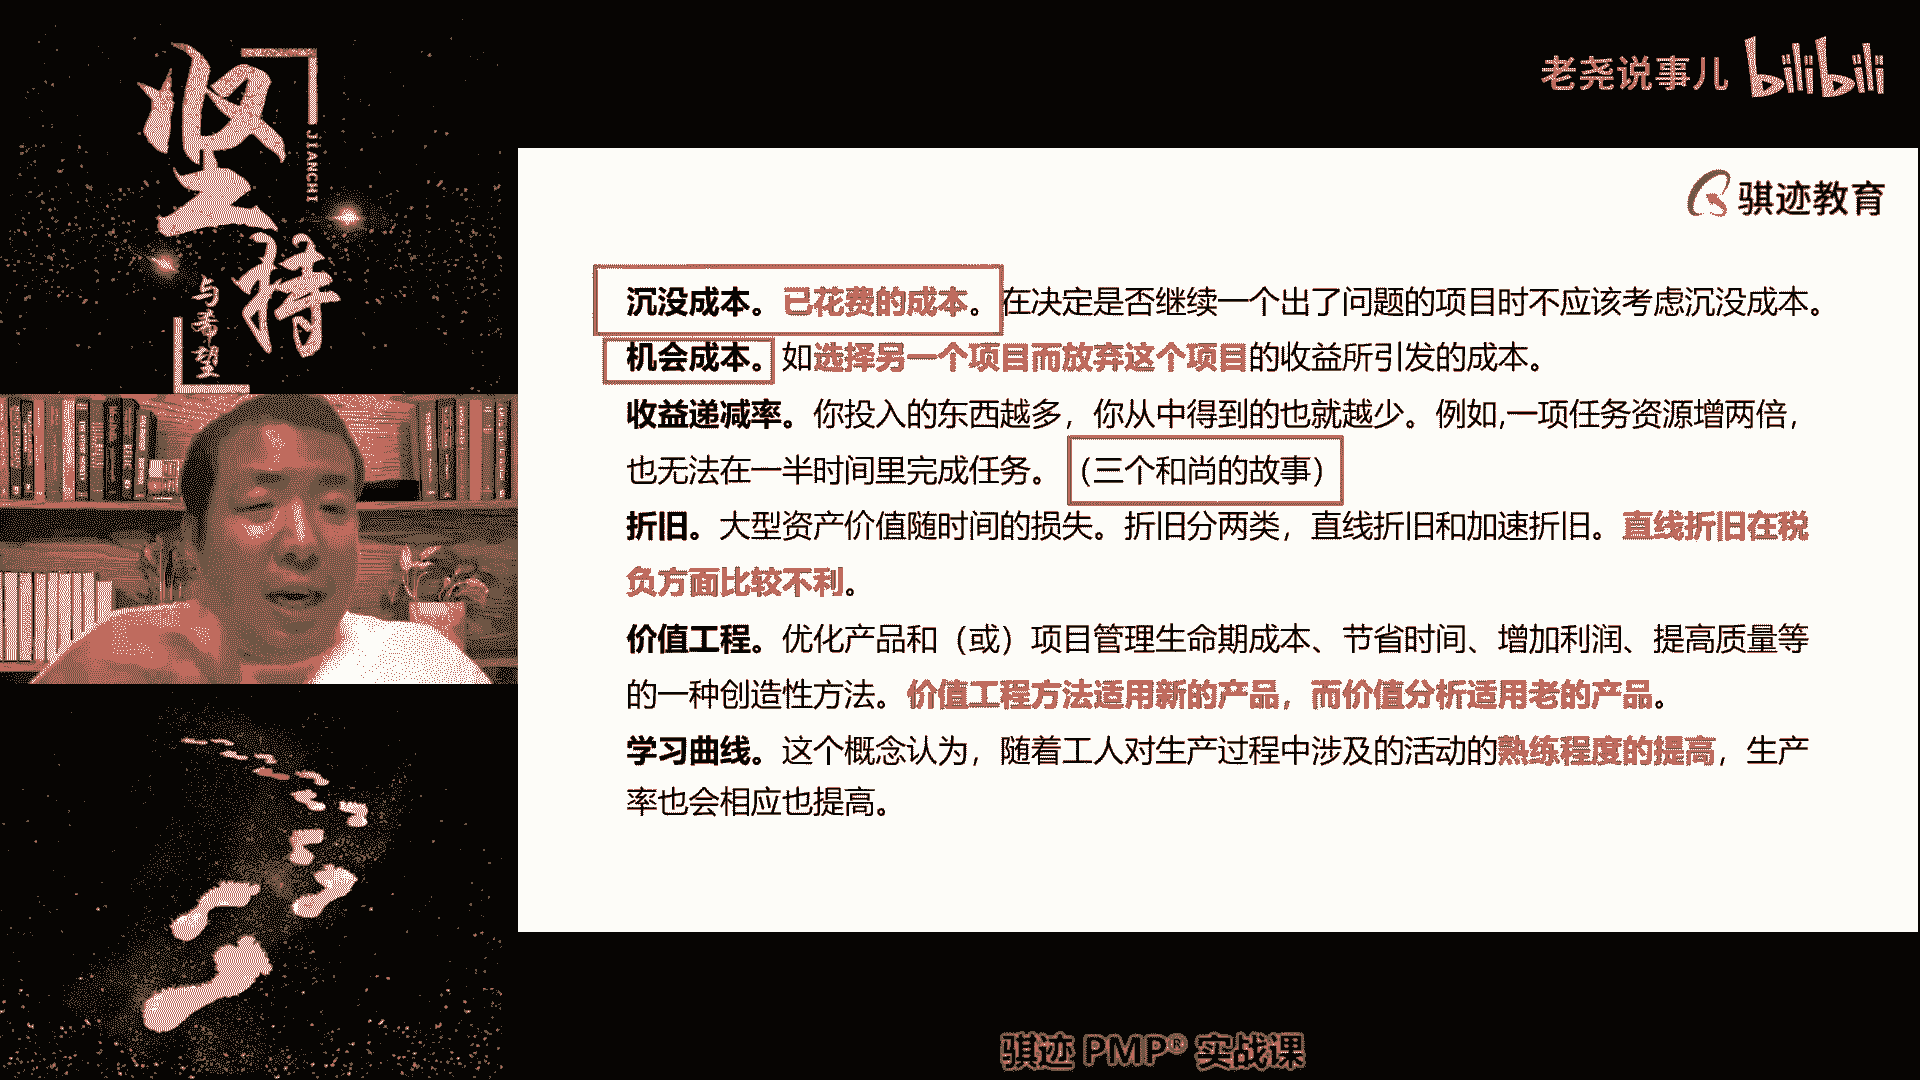 坚持
JIANCHI
与希望
老尧说事儿 bilibili
骐迹教育
沉没成本。已花费的成本。在决定是否继续一个出了问题的项目时不应该考虑沉没成本。
机会成本。如选择另一个项目而放弃这个项目的收益所引发的成本。
收益递减率。你投入的东西越多，你从中得到的也就越少。例如,一项任务资源增两倍，
也无法在一半时间里完成任务。（三个和尚的故事）
折旧。大型资产价值随时间的损失。折旧分两类，直线折旧和加速折旧。直线折旧在税
负方面比较不利。
价值工程。优化产品和（或）项目管理生命期成本、节省时间、增加利润、提高质量等
的一种创造性方法。价值工程方法适用新的产品，而价值分析适用老的产品。
学习曲线。这个概念认为，随着工人对生产过程中涉及的活动的熟练程度的提高，生产
率也会相应也提高。
骐迹 PMP® 实战课